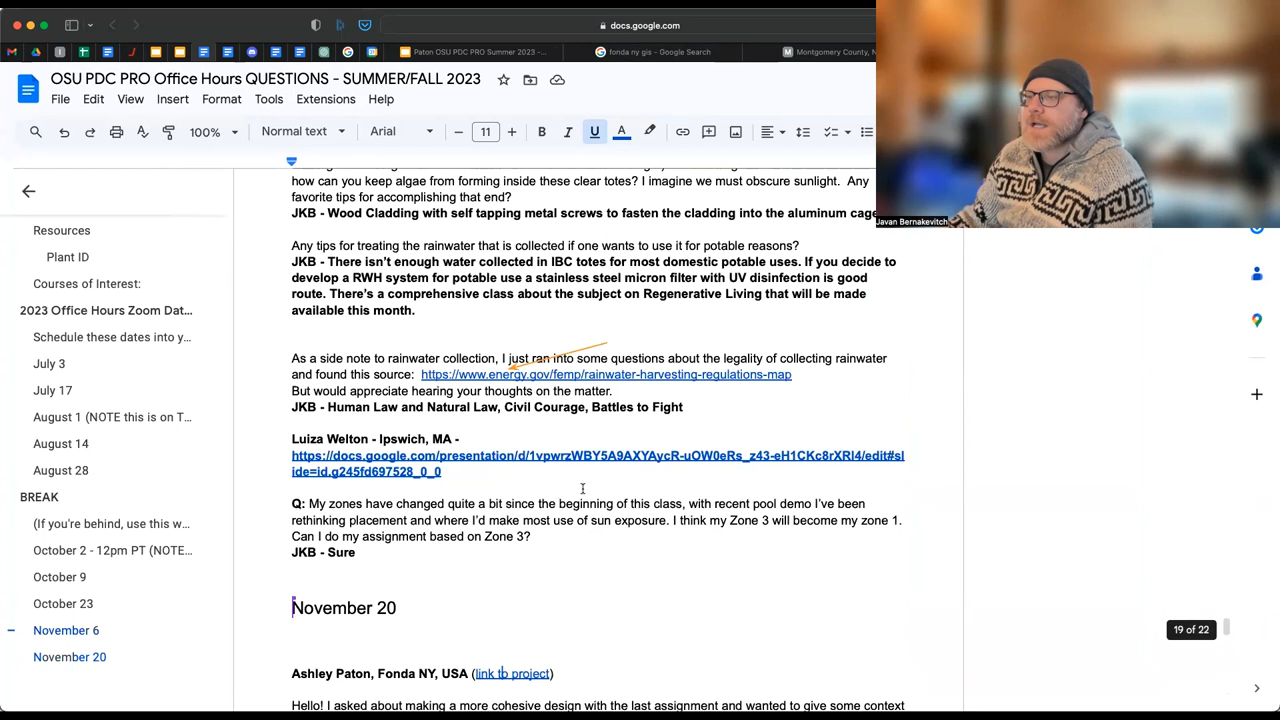 docs.google.com
Paton OSU PDC PRO Summer 2023 -...
fonda ny gis - Google Search
Montgomery County, N
OSU PDC PRO Office Hours QUESTIONS - SUMMER/FALL 2023
File Edit View Insert Format Tools Extensions Help
100% Normal text Arial 11 B I U A
Resources
Plant ID
Courses of Interest:
2023 Office Hours Zoom Dat...
Schedule these dates into y...
July 3
July 17
August 1 (NOTE this is on T...
August 14
August 28
BREAK
(If you're behind, use this w...
October 2 - 12pm PT (NOTE...
October 9
October 23
November 6
November 20
how can you keep algae from forming inside these clear totes? I imagine we must obscure sunlight. Any
favorite tips for accomplishing that end?
JKB - Wood Cladding with self tapping metal screws to fasten the cladding into the aluminum cage
Any tips for treating the rainwater that is collected if one wants to use it for potable reasons?
JKB - There isn't enough water collected in IBC totes for most domestic potable uses. If you decide to
develop a RWH system for potable use a stainless steel micron filter with UV disinfection is good
route. There's a comprehensive class about the subject on Regenerative Living that will be made
available this month.
As a side note to rainwater collection, I just ran into some questions about the legality of collecting rainwater
and found this source: https://www.energy.gov/femp/rainwater-harvesting-regulations-map
But would appreciate hearing your thoughts on the matter.
JKB - Human Law and Natural Law, Civil Courage, Battles to Fight
Luiza Welton - Ipswich, MA -
https://docs.google.com/presentation/d/1vpwrzWBY5A9AXYAycR-uOW0eRs_z43-eH1CKc8rXRI4/edit#sl
ide=id.g245fd697528_0_0
Q: My zones have changed quite a bit since the beginning of this class, with recent pool demo I've been
rethinking placement and where I'd make most use of sun exposure. I think my Zone 3 will become my zone 1.
Can I do my assignment based on Zone 3?
JKB - Sure
November 20
Ashley Paton, Fonda NY, USA (link to project)
Hello! I asked about making a more cohesive design with the last assignment and wanted to give some context
19 of 22
Javan Bernakevitch